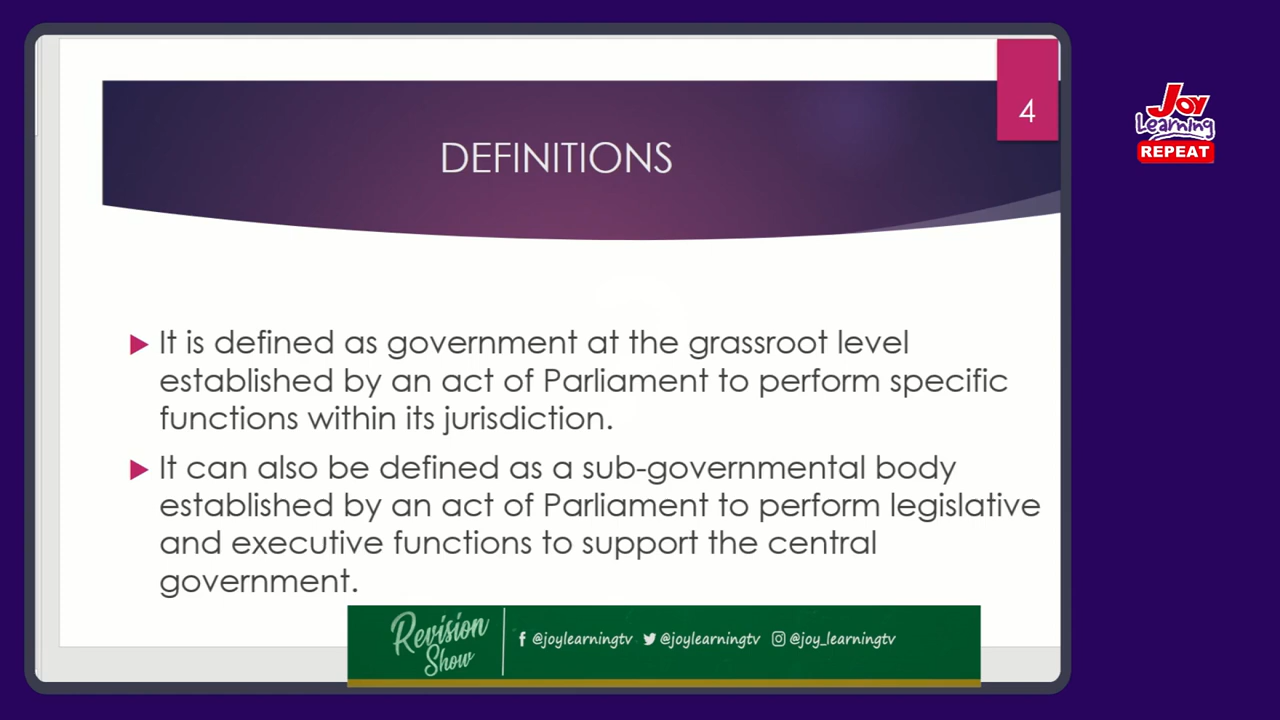 4
Joy
Learning
REPEAT
DEFINITIONS
It is defined as government at the grassroot level
established by an act of Parliament to perform specific
functions within its jurisdiction.
It can also be defined as a sub-governmental body
established by an act of Parliament to perform legislative
and executive functions to support the central
government.
Revision
Show
@joylearningtv @joylearningtv @joy_learningtv